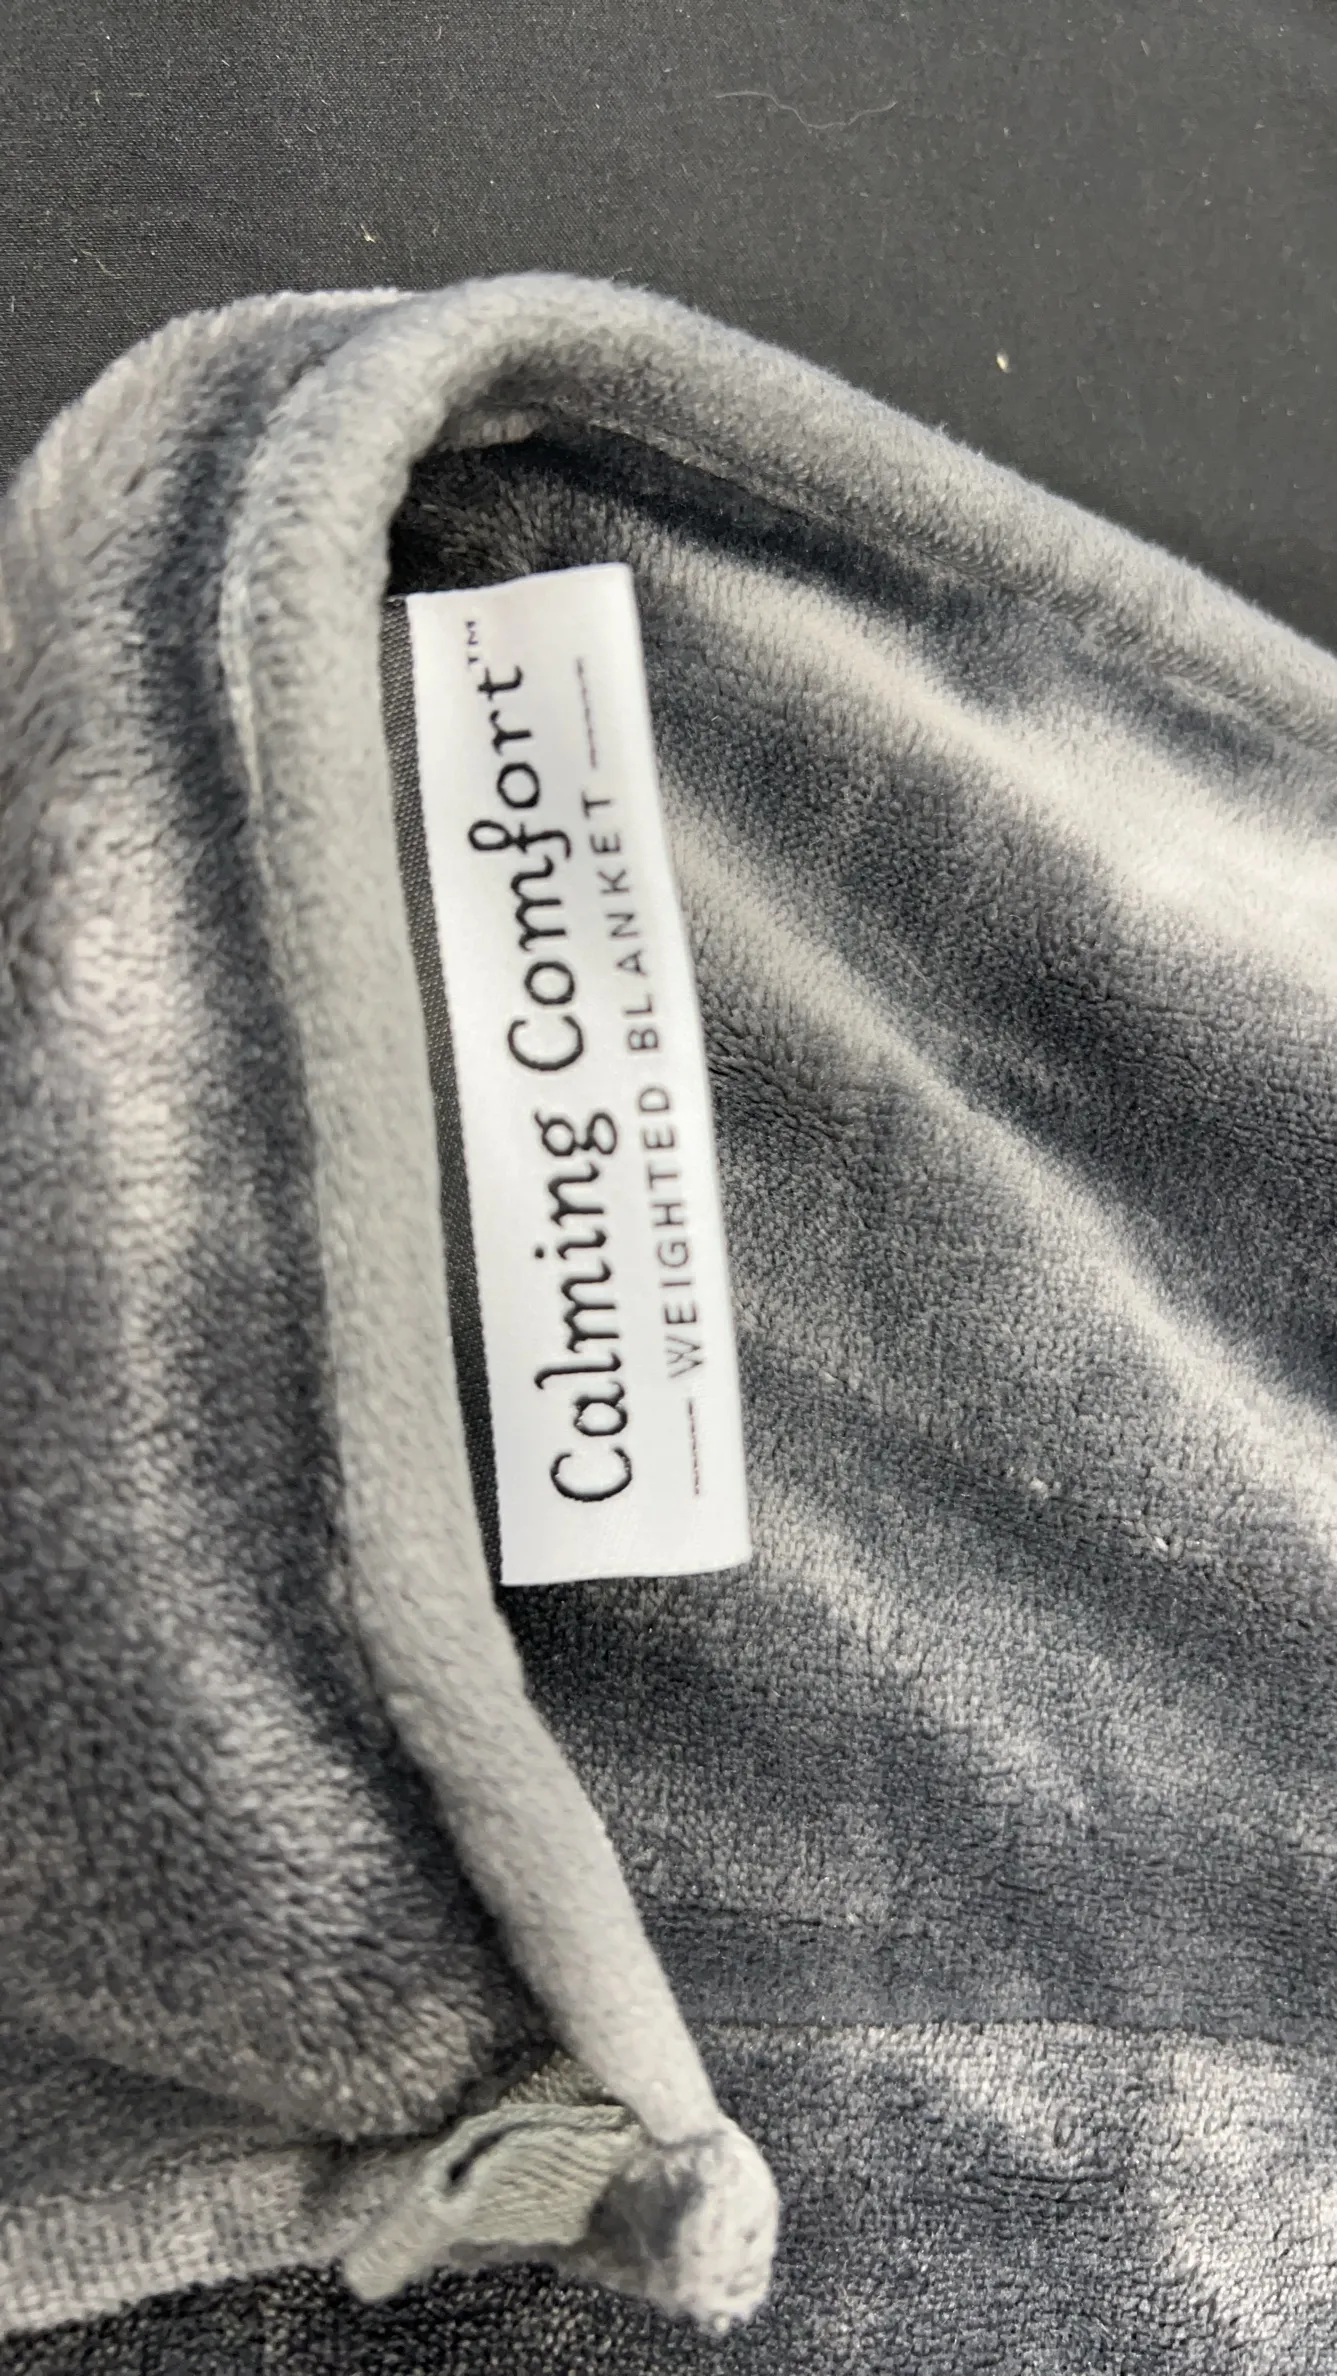 Calming Comfort™
— WEIGHTED BLANKET —